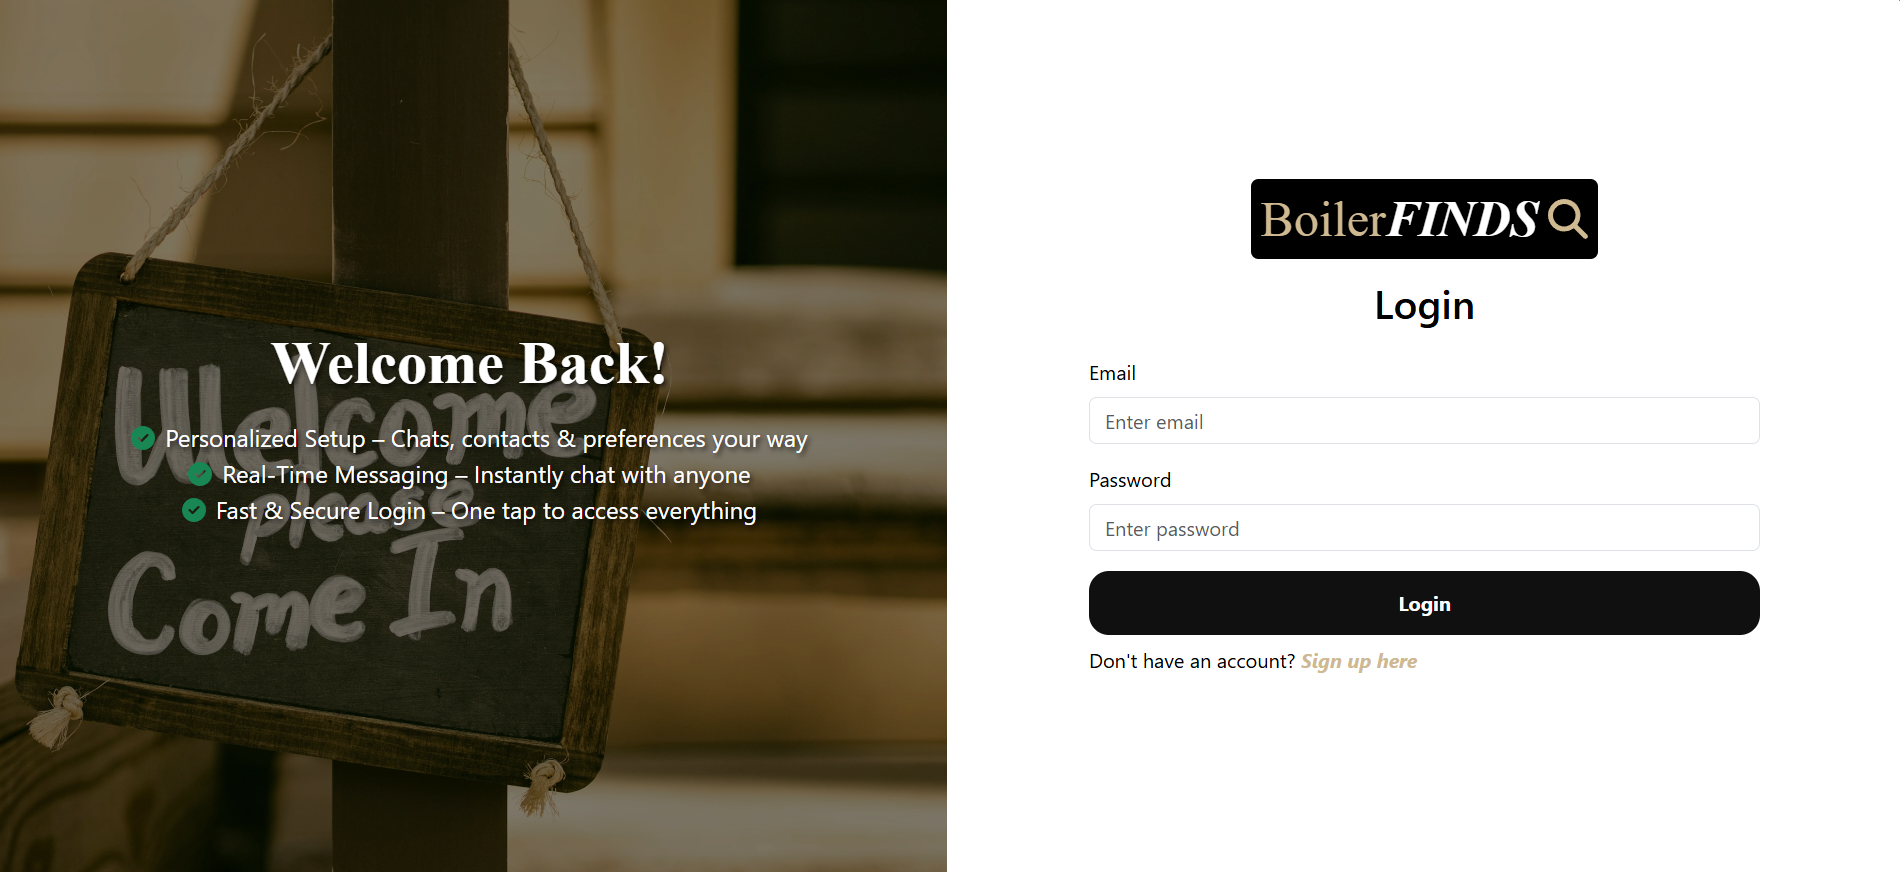 Welcome Back!
Personalized Setup – Chats, contacts & preferences your way
Real-Time Messaging – Instantly chat with anyone
Fast & Secure Login – One tap to access everything
Welcome
please
Come In
BoilerFINDS
Login
Email
Enter email
Password
Enter password
Login
Don't have an account? Sign up here